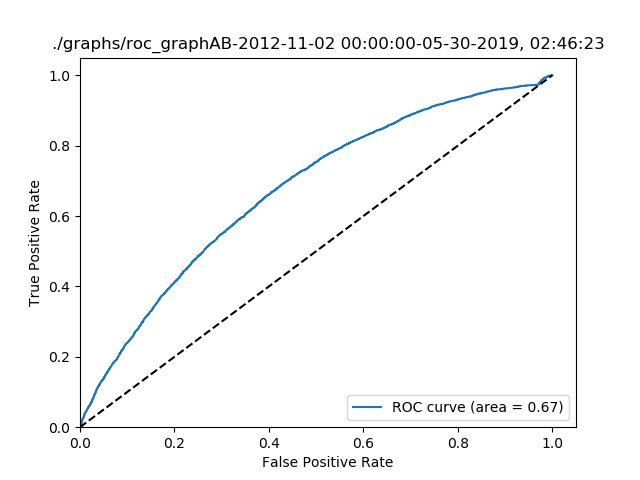 ./graphs/roc_graphAB-2012-11-02 00:00:00-05-30-2019, 02:46:23
1.0
0.8
0.6
0.4
0.2
0.0
True Positive Rate
ROC curve (area = 0.67)
0.0 0.2 0.4 0.6 0.8 1.0
False Positive Rate